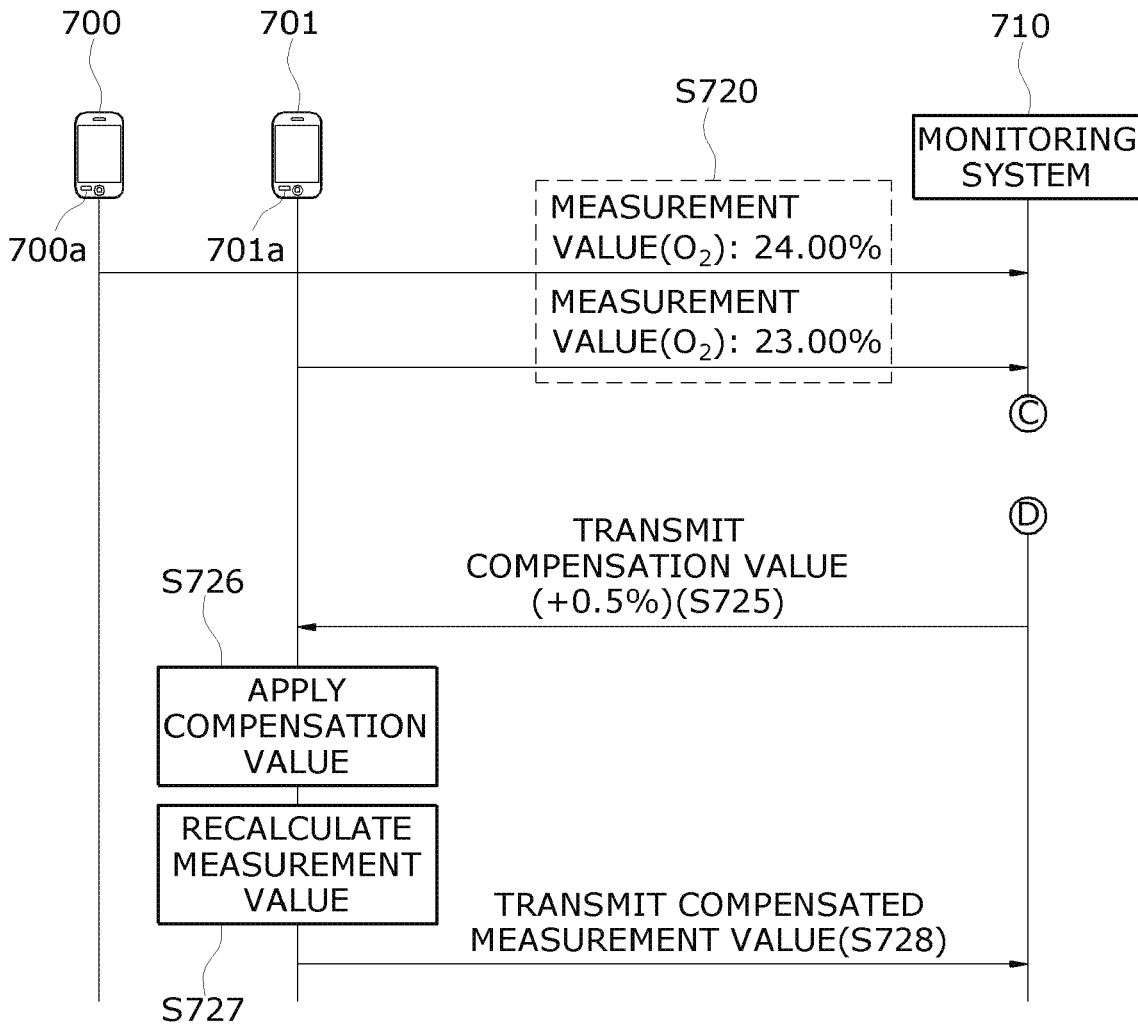 700
701
710
S720
MONITORING
SYSTEM
700a
701a
MEASUREMENT
VALUE(O₂): 24.00%
MEASUREMENT
VALUE(O₂): 23.00%
C
D
TRANSMIT
COMPENSATION VALUE
(+0.5%)(S725)
S726
APPLY
COMPENSATION
VALUE
RECALCULATE
MEASUREMENT
VALUE
TRANSMIT COMPENSATED
MEASUREMENT VALUE(S728)
S727